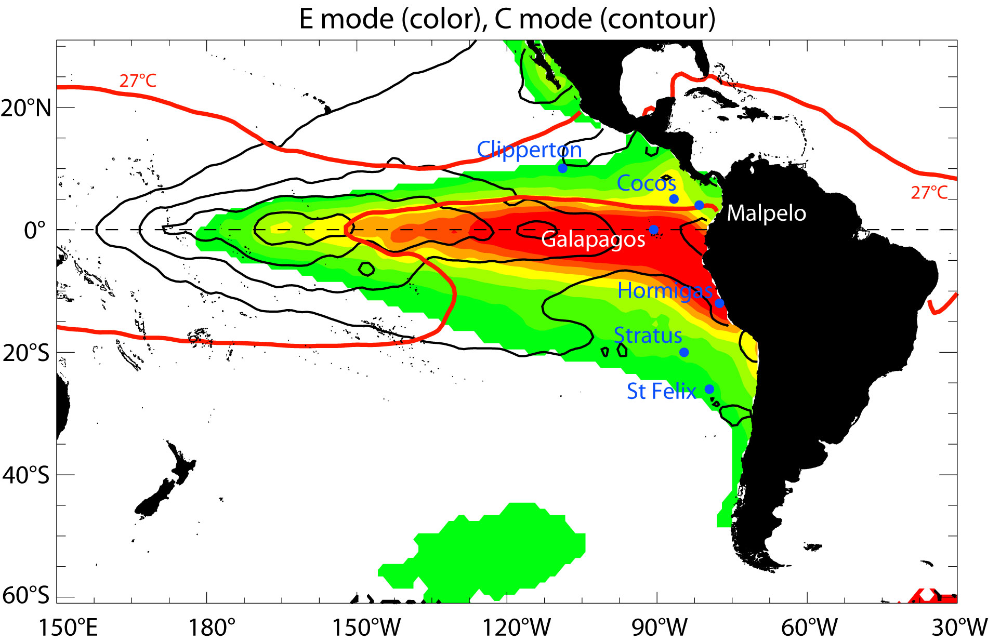 E mode (color), C mode (contour)
27°C
20°N
Clipperton
Cocos
27°C
Malpelo
0°
Galapagos
Hormigas
Stratus
20°S
St Felix
40°S
60°S
150°E 180° 150°W 120°W 90°W 60°W 30°W